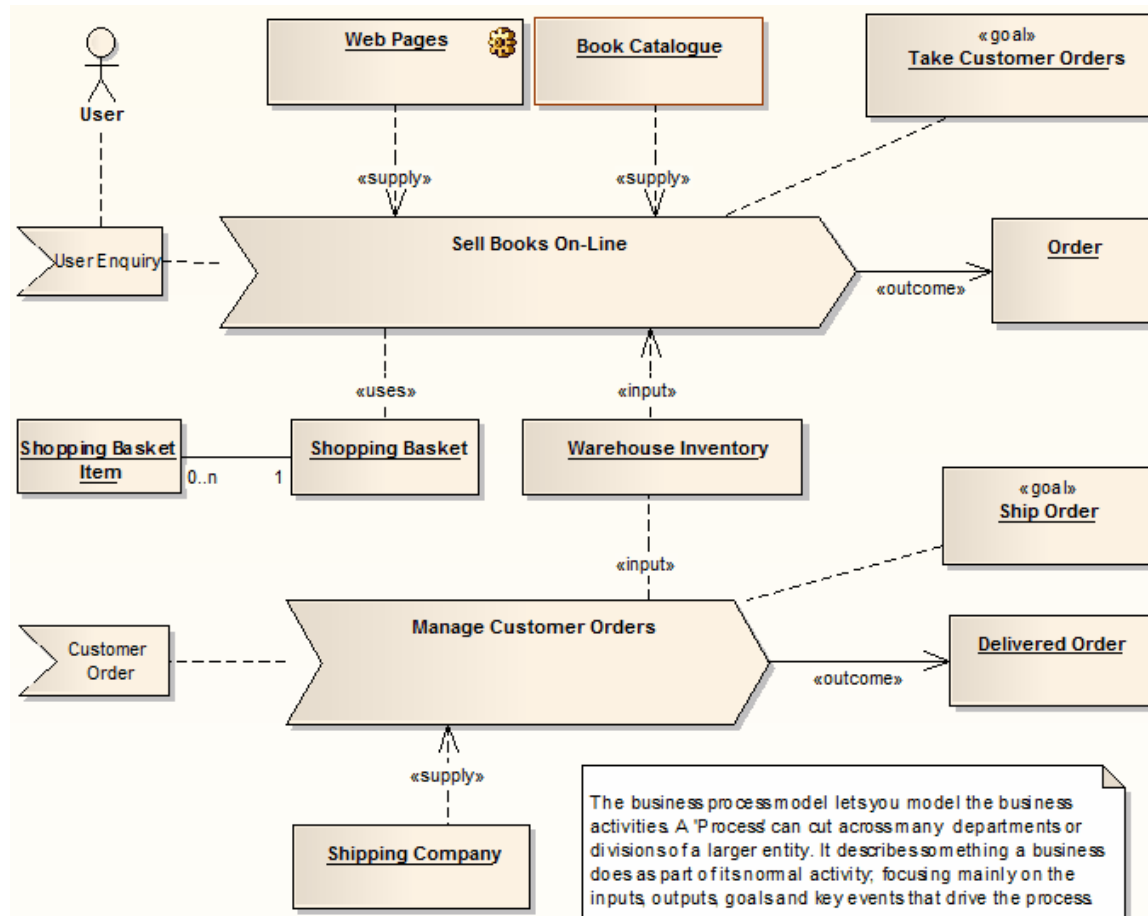 Web Pages
Book Catalogue
«goal»
Take Customer Orders
User
«supply»
«supply»
User Enquiry
Sell Books On-Line
«outcome»
Order
«uses»
«input»
Shopping Basket
Item
0..n
1
Shopping Basket
Warehouse Inventory
«goal»
Ship Order
«input»
Customer
Order
Manage Customer Orders
«outcome»
Delivered Order
«supply»
Shipping Company
The business process model lets you model the business
activities. A 'Process' can cut across many departments or
divisions of a larger entity. It describes something a business
does as part of its normal activity; focusing mainly on the
inputs, outputs, goals and key events that drive the process.